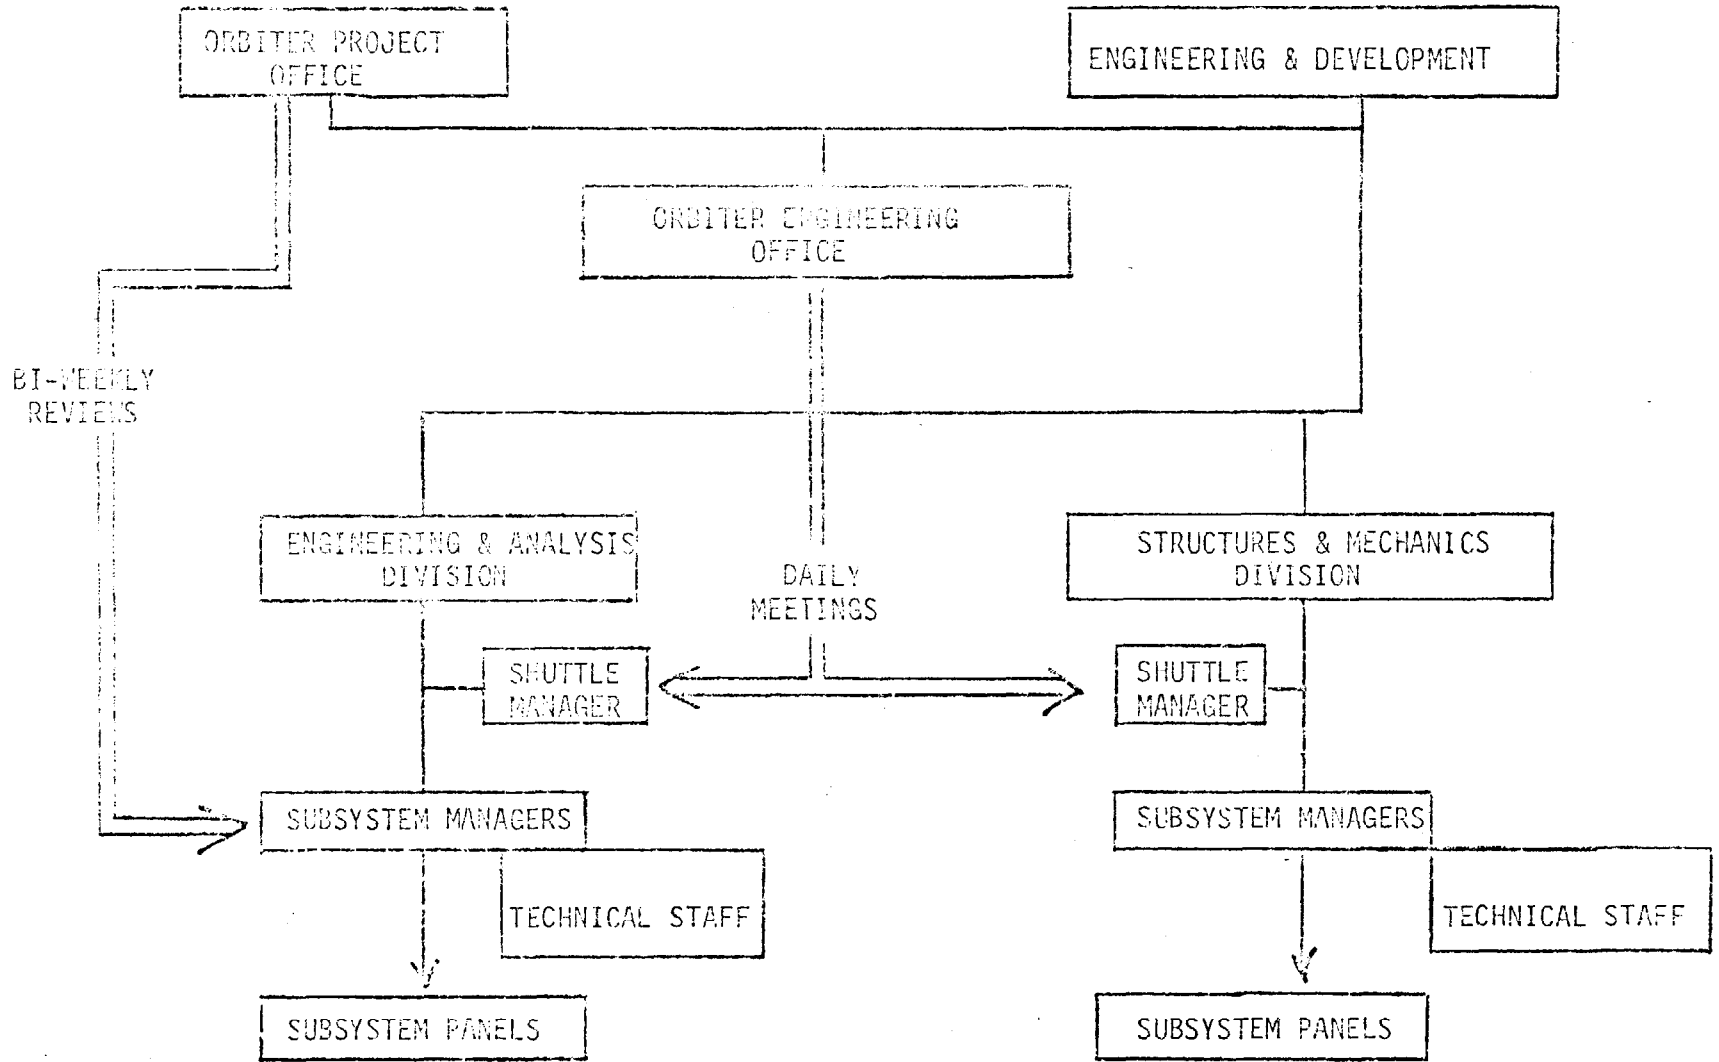 ORBITER PROJECT
OFFICE
ENGINEERING & DEVELOPMENT
ORBITER ENGINEERING
OFFICE
BI-WEEKLY
REVIEWS
ENGINEERING & ANALYSIS
DIVISION
DAILY
MEETINGS
STRUCTURES & MECHANICS
DIVISION
SHUTTLE
MANAGER
SHUTTLE
MANAGER
SUBSYSTEM MANAGERS
SUBSYSTEM MANAGERS
TECHNICAL STAFF
TECHNICAL STAFF
SUBSYSTEM PANELS
SUBSYSTEM PANELS